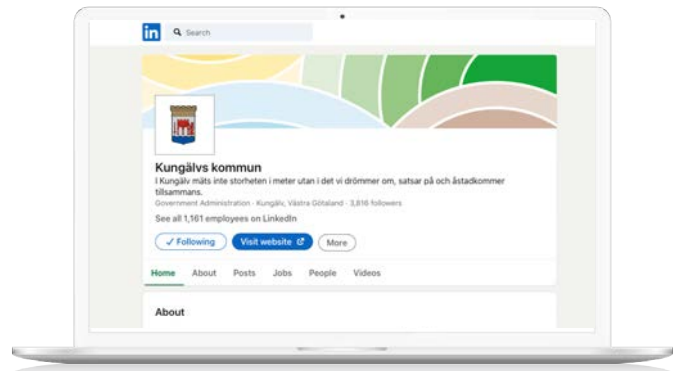 in
Search
Kungälvs kommun
I Kungälv mäts inte storheten i meter utan i det vi drömmer om, satsar på och åstadkommer
tillsammans.
Government Administration · Kungälv, Västra Götaland · 3,816 followers
See all 1,161 employees on LinkedIn
✓ Following Visit website More
Home About Posts Jobs People Videos
About